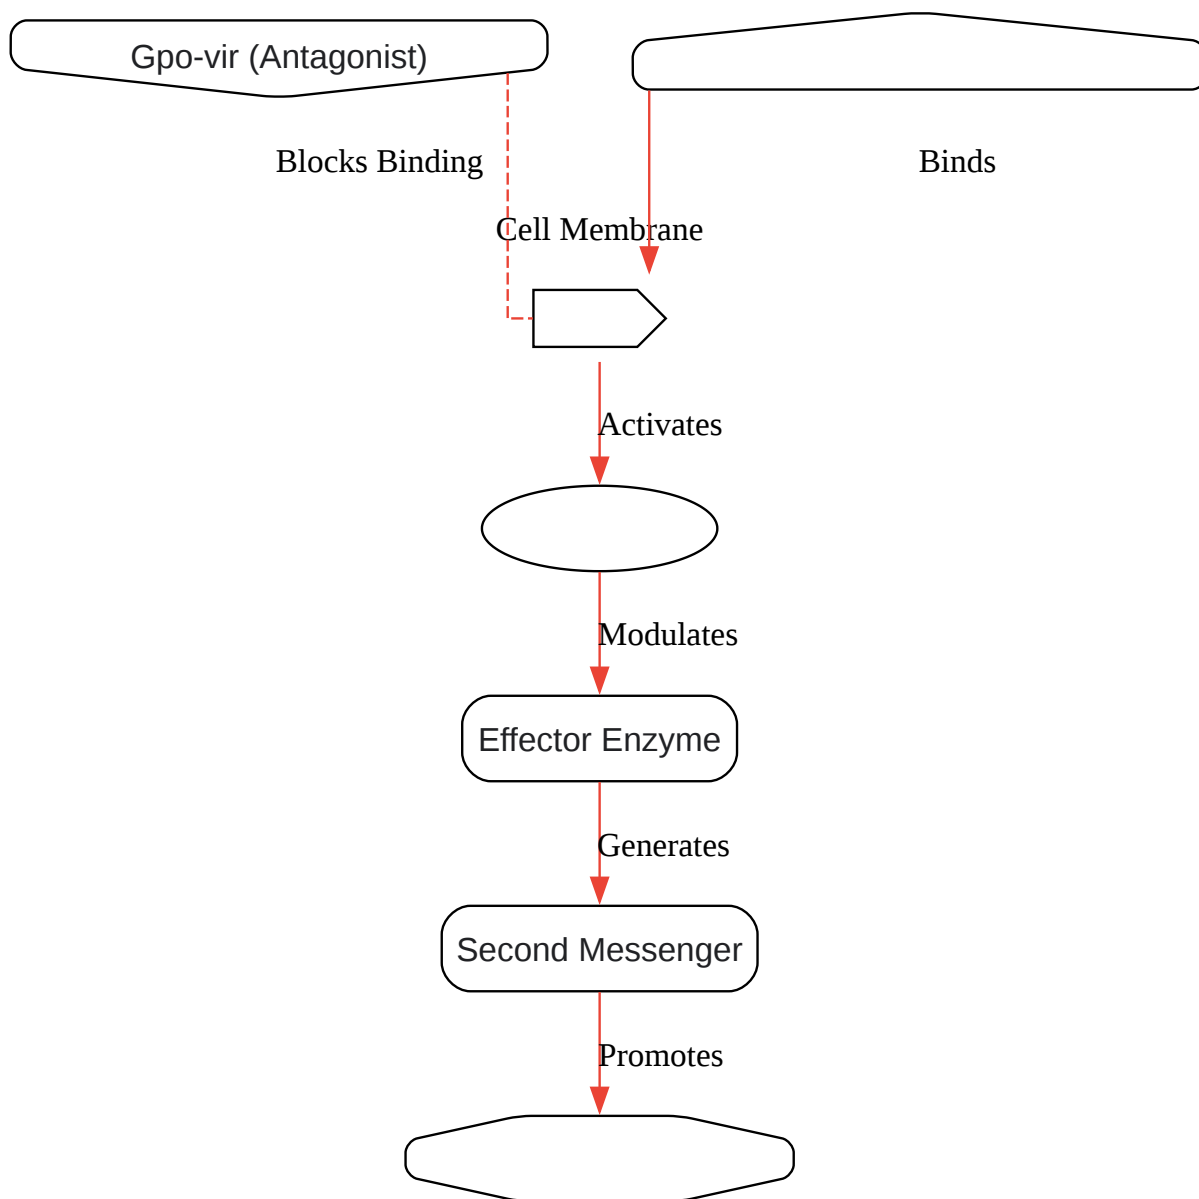 Gpo-vir (Antagonist)
Blocks Binding
Binds
Cell Membrane
Activates
Modulates
Effector Enzyme
Generates
Second Messenger
Promotes